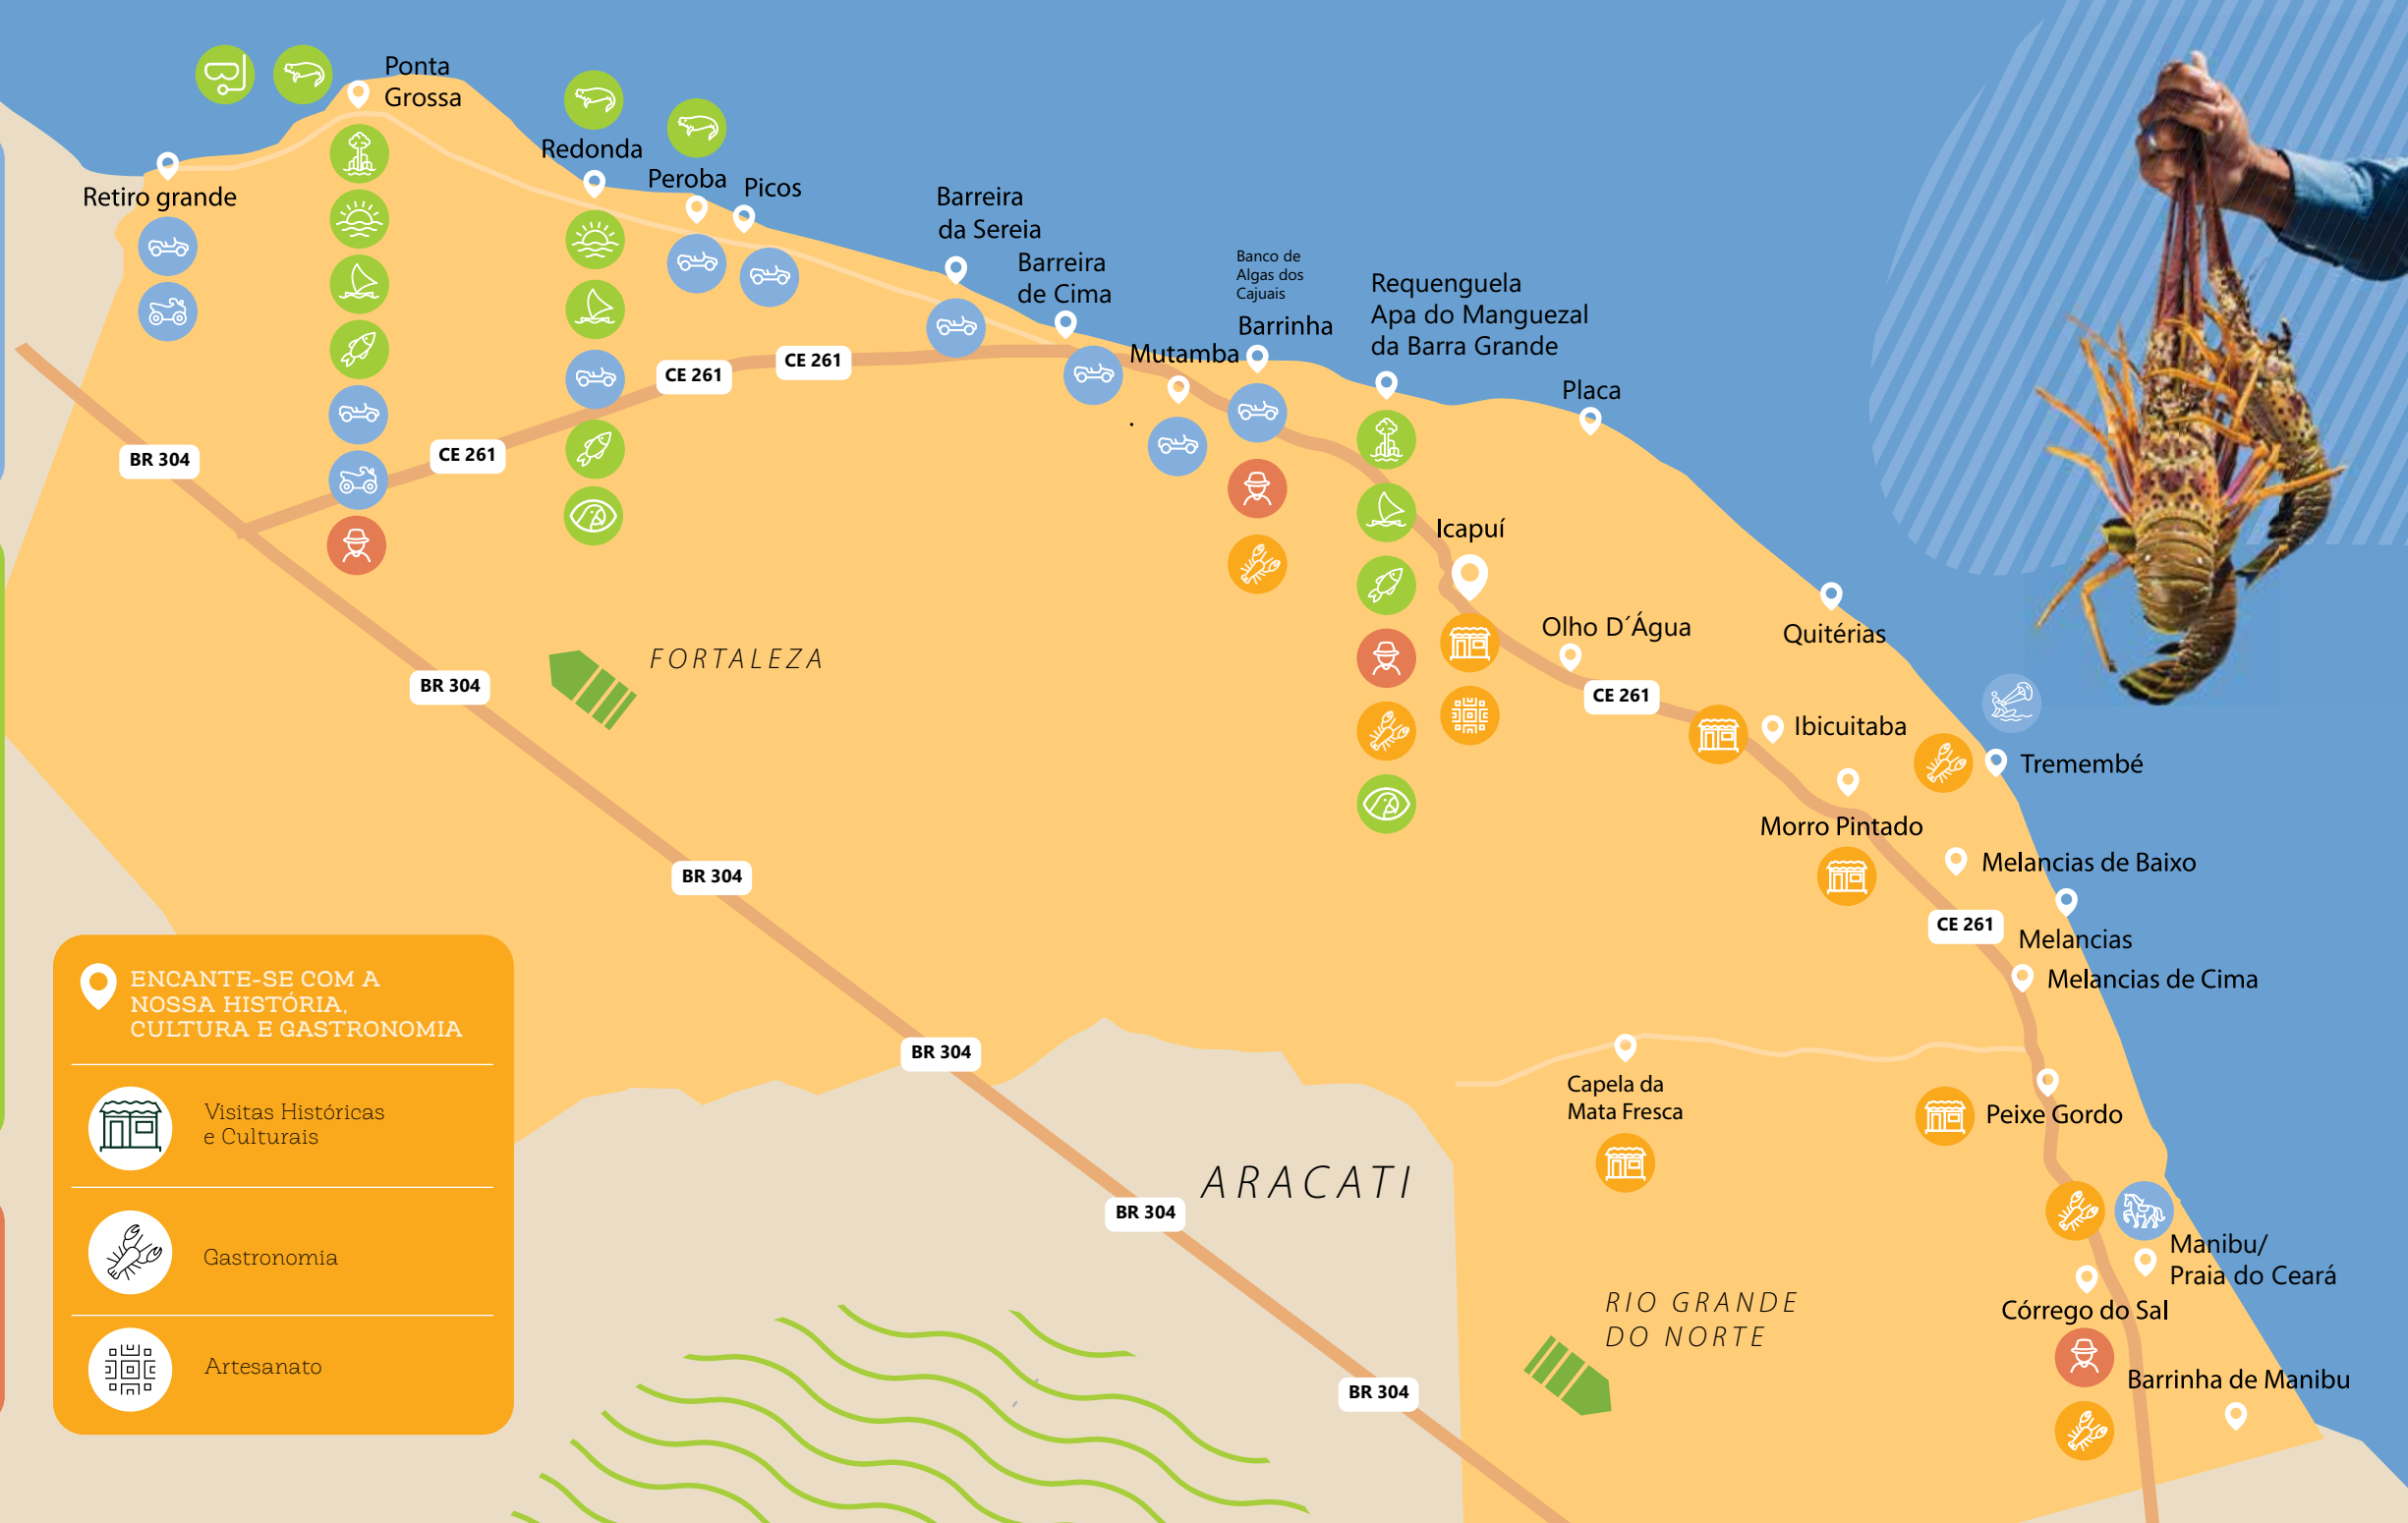 Ponta
Grossa
Retiro grande
Redonda
Peroba
Picos
Barreira
da Sereia
Barreira
de Cima
Mutamba
Banco de
Algas dos
Cajuais
Barrinha
Requenguela
Apa do Manguezal
da Barra Grande
Placa
CE 261
CE 261
CE 261
BR 304
Icapuí
Olho D´Água
Quitérias
CE 261
FORTALEZA
BR 304
Ibicuitaba
Tremembé
Morro Pintado
Melancias de Baixo
BR 304
CE 261
Melancias
Melancias de Cima
BR 304
Capela da
Mata Fresca
Peixe Gordo
ARACATI
BR 304
Manibu/
Praia do Ceará
Córrego do Sal
RIO GRANDE
DO NORTE
BR 304
Barrinha de Manibu
ENCANTE-SE COM A
NOSSA HISTÓRIA,
CULTURA E GASTRONOMIA
Visitas Históricas
e Culturais
Gastronomia
Artesanato